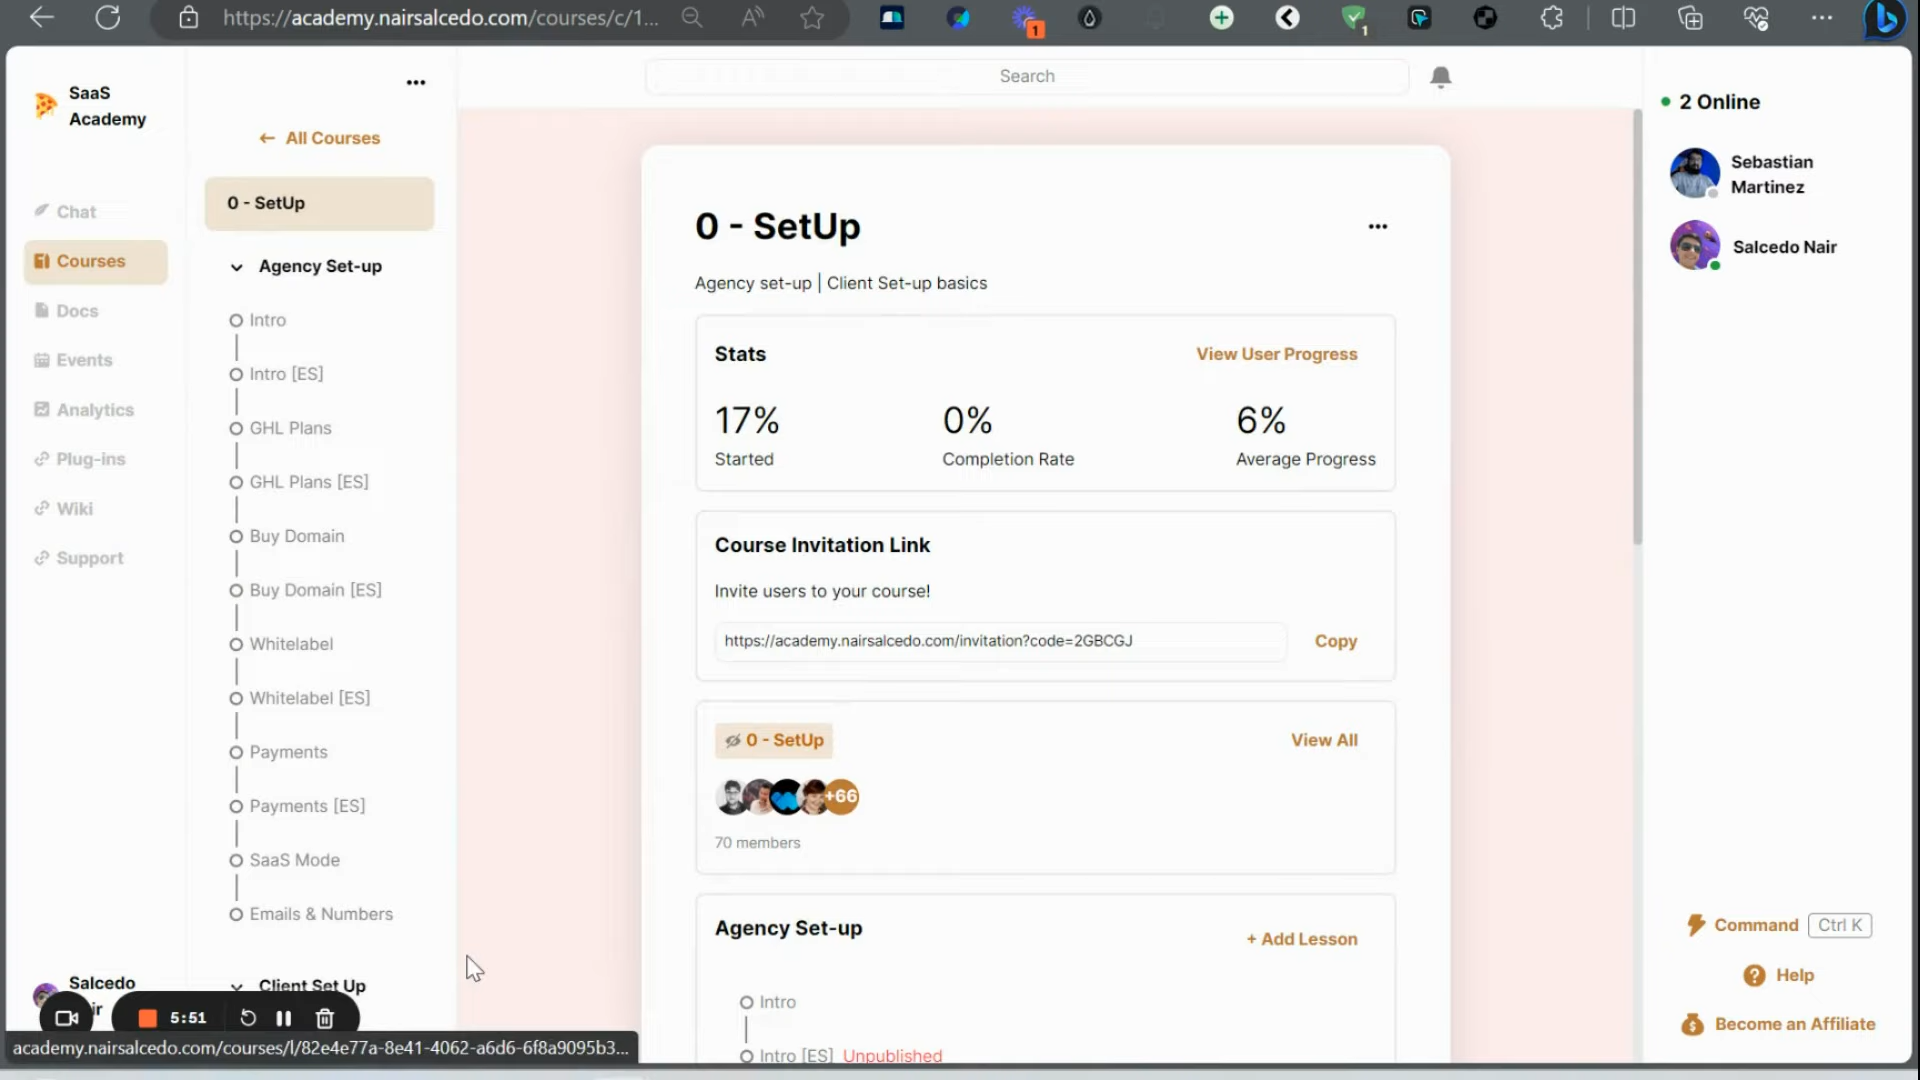 https://academy.nairsalcedo.com/courses/c/1...
1
1
SaaS
Academy
Chat
Courses
Docs
Events
Analytics
Plug-ins
Wiki
Support
Salcedo
ir
← All Courses
0 - SetUp
Agency Set-up
Intro
Intro [ES]
GHL Plans
GHL Plans [ES]
Buy Domain
Buy Domain [ES]
Whitelabel
Whitelabel [ES]
Payments
Payments [ES]
SaaS Mode
Emails & Numbers
Client Set Up
5:51
academy.nairsalcedo.com/courses/l/82e4e77a-8e41-4062-a6d6-6f8a9095b3...
Search
0 - SetUp
Agency set-up | Client Set-up basics
Stats
View User Progress
17%
Started
0%
Completion Rate
6%
Average Progress
Course Invitation Link
Invite users to your course!
https://academy.nairsalcedo.com/invitation?code=2GBCGJ
Copy
0 - SetUp
View All
+66
70 members
Agency Set-up
+ Add Lesson
Intro
Intro [ES] Unpublished
2 Online
Sebastian
Martinez
Salcedo Nair
Command Ctrl K
Help
Become an Affiliate